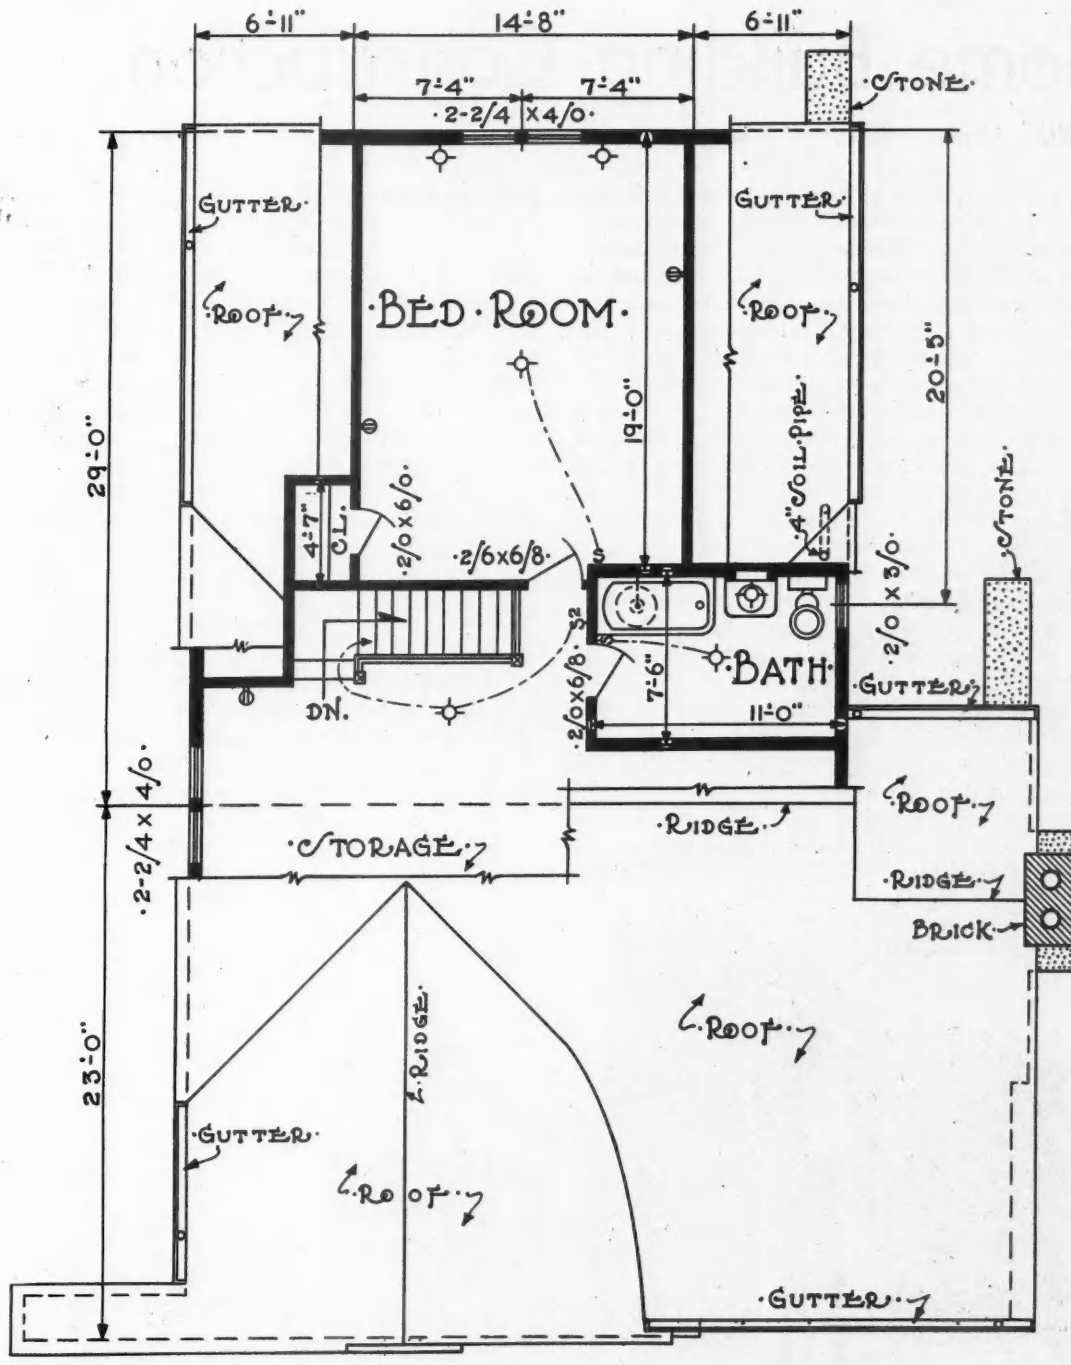 6'-11" 14'-8" 6'-11"
7'-4" 7'-4"
·2-2/4 x 4/0·
·STONE·
GUTTER·
GUTTER·
·ROOF·
·BED·ROOM·
·ROOF·
20'-5"
19'-0"
29'-0"
·4" SOIL·PIPE·
·STONE·
4'-7"
CL.
·2/0 x 6/0·
·2/6 x 6/8·
S
S2
S
·2/0 x 3/0·
DN.
·2/0 x 6/8·
7'-6"
·BATH·
11'-0"
·GUTTER·
·2-2/4 x 4/0·
·STORAGE·
·RIDGE·
·ROOF·
·RIDGE·
BRICK·
23'-0"
·RIDGE·
·ROOF·
·GUTTER·
·ROOF·
·GUTTER·